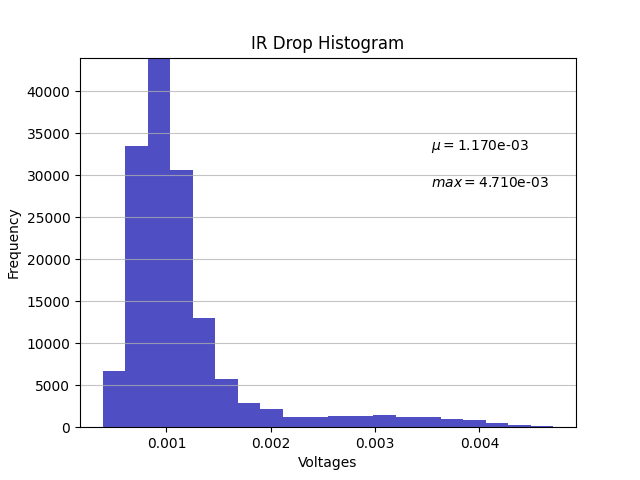 IR Drop Histogram
40000
35000
30000
25000
20000
15000
10000
5000
0
Frequency
μ = 1.170e-03
max = 4.710e-03
0.001 0.002 0.003 0.004
Voltages